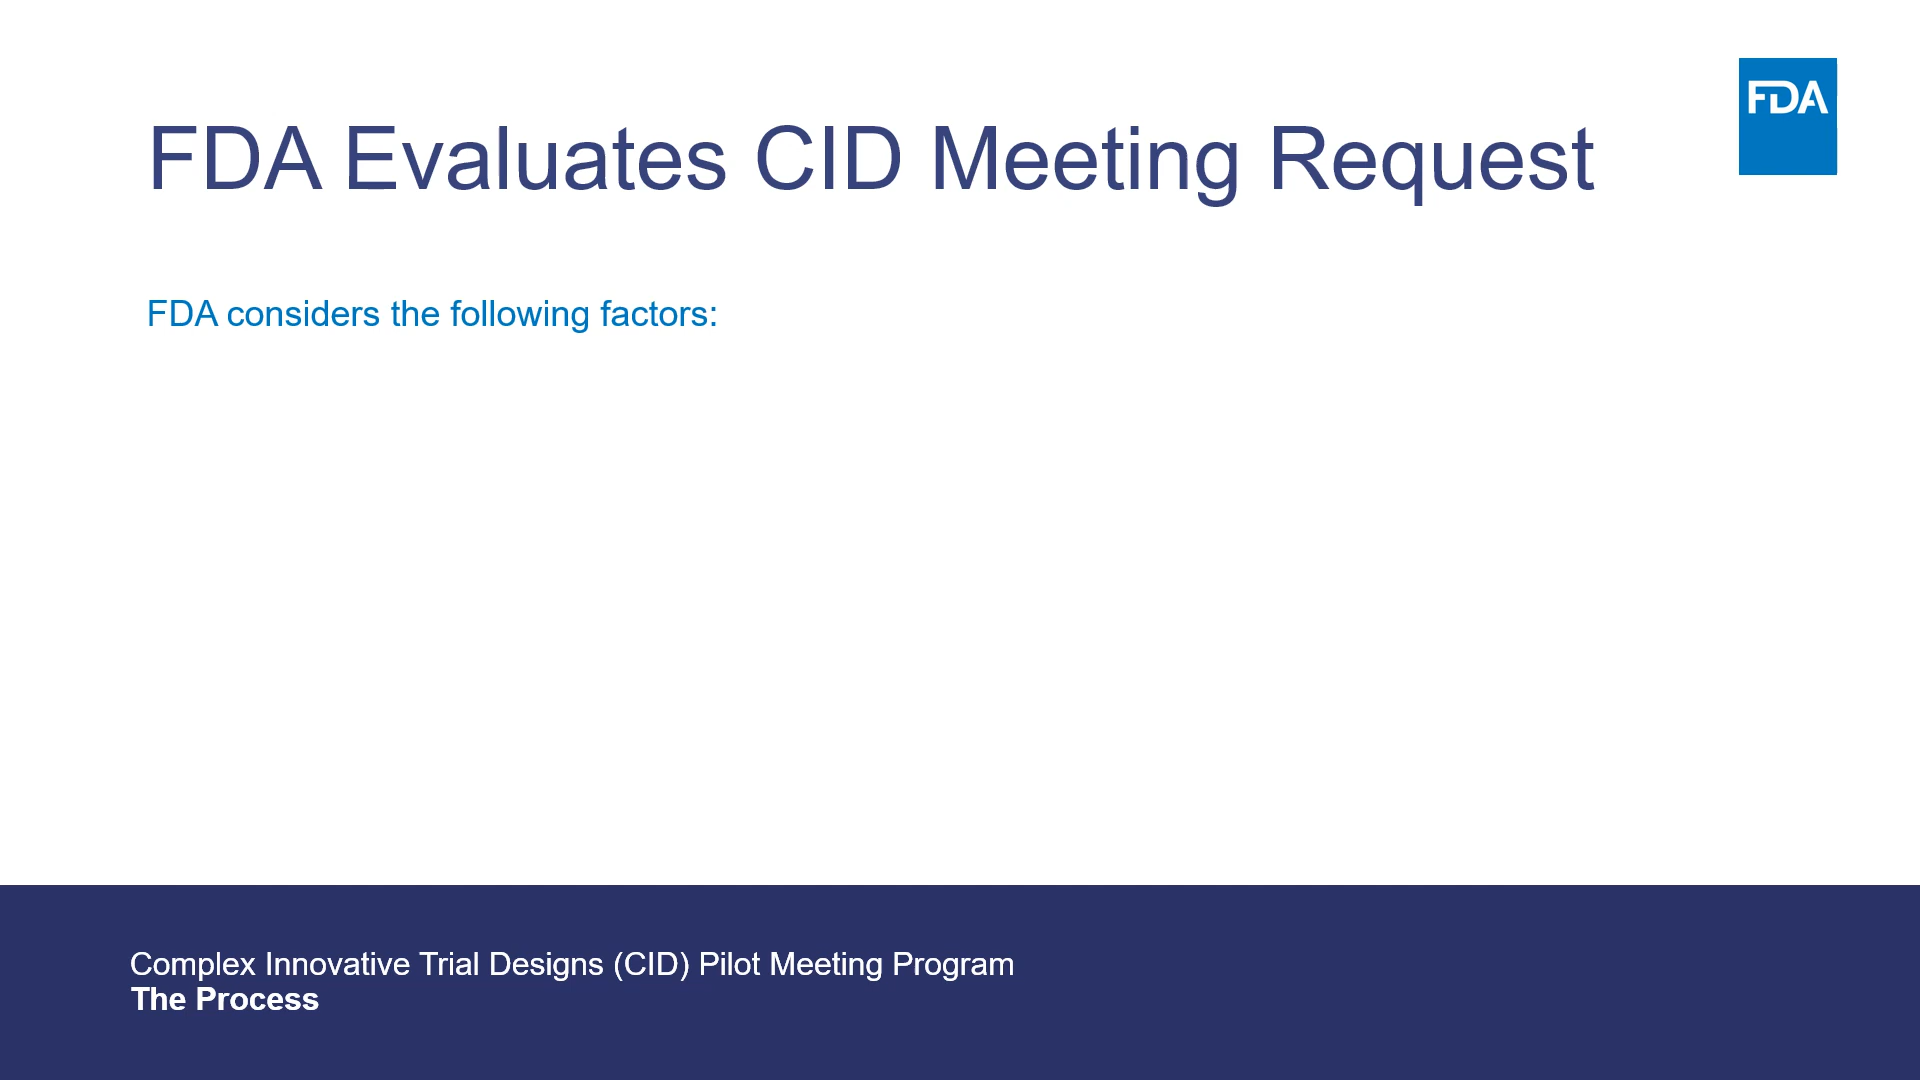 FDA
FDA Evaluates CID Meeting Request
FDA considers the following factors:
Complex Innovative Trial Designs (CID) Pilot Meeting Program
The Process